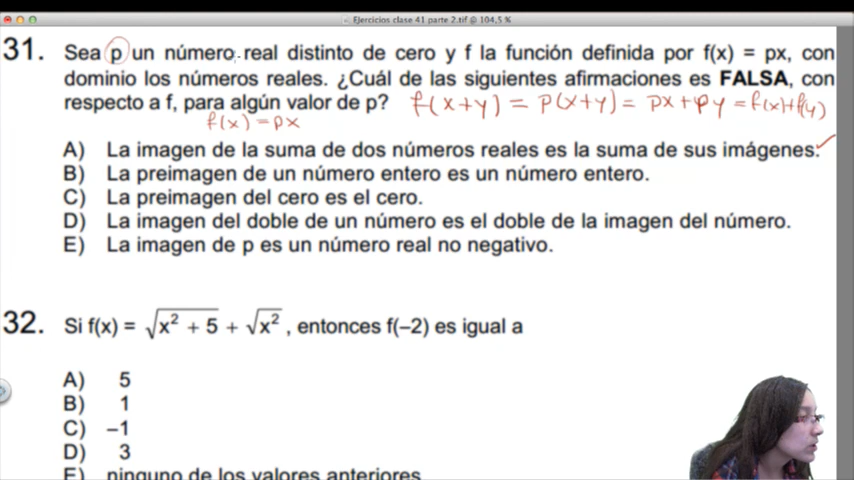 Ejercicios clase 41 parte 2.tif @ 104,5 %
31. Sea p un número real distinto de cero y f la función definida por f(x) = px, con
dominio los números reales. ¿Cuál de las siguientes afirmaciones es FALSA, con
respecto a f, para algún valor de p? f(x+y) = p(x+y) = px+py = f(x)+f(y)
f(x) = px
A) La imagen de la suma de dos números reales es la suma de sus imágenes.
B) La preimagen de un número entero es un número entero.
C) La preimagen del cero es el cero.
D) La imagen del doble de un número es el doble de la imagen del número.
E) La imagen de p es un número real no negativo.
32. Si f(x) = √x² + 5 + √x² , entonces f(−2) es igual a
A) 5
B) 1
C) −1
D) 3
E) ninguno de los valores anteriores